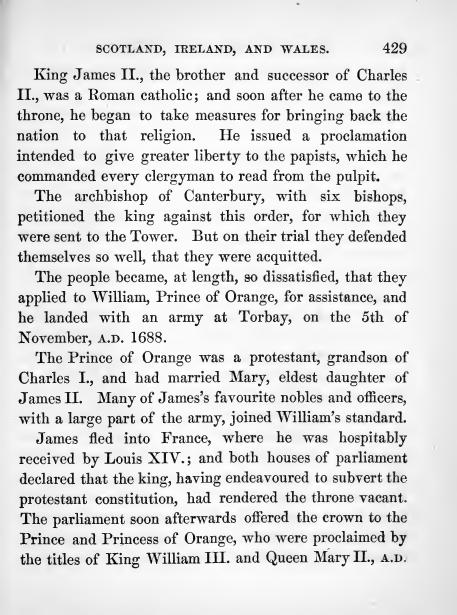 SCOTLAND, IRELAND, AND WALES. 429
King James II., the brother and successor of Charles
II., was a Roman catholic; and soon after he came to the
throne, he began to take measures for bringing back the
nation to that religion. He issued a proclamation
intended to give greater liberty to the papists, which he
commanded every clergyman to read from the pulpit.
The archbishop of Canterbury, with six bishops,
petitioned the king against this order, for which they
were sent to the Tower. But on their trial they defended
themselves so well, that they were acquitted.
The people became, at length, so dissatisfied, that they
applied to William, Prince of Orange, for assistance, and
he landed with an army at Torbay, on the 5th of
November, A.D. 1688.
The Prince of Orange was a protestant, grandson of
Charles I., and had married Mary, eldest daughter of
James II. Many of James's favourite nobles and officers,
with a large part of the army, joined William's standard.
James fled into France, where he was hospitably
received by Louis XIV.; and both houses of parliament
declared that the king, having endeavoured to subvert the
protestant constitution, had rendered the throne vacant.
The parliament soon afterwards offered the crown to the
Prince and Princess of Orange, who were proclaimed by
the titles of King William III. and Queen Mary II., A.D.